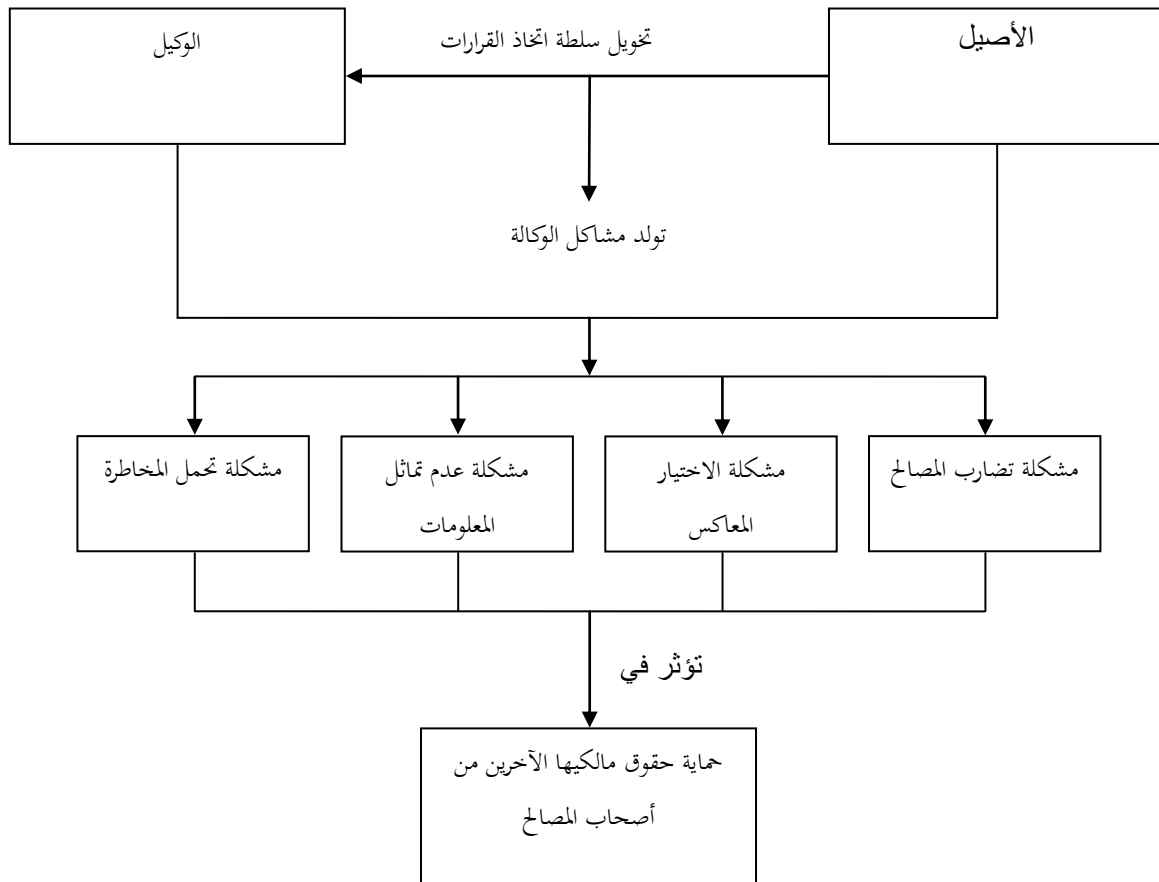 الأصيل
تخويل سلطة اتخاذ القرارات
الوكيل
تولد مشاكل الوكالة
مشكلة تضارب المصالح
مشكلة الاختيار
المعاكس
مشكلة عدم تماثل
المعلومات
مشكلة تحمل المخاطرة
تؤثر في
حماية حقوق مالكيها الآخرين من
أصحاب المصالح